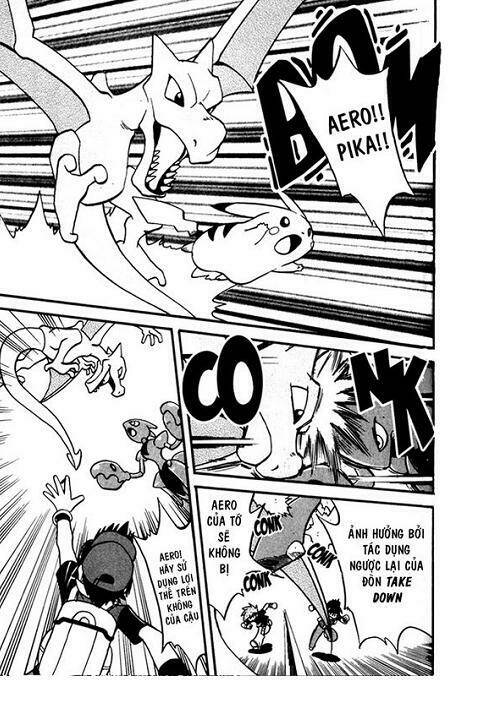 BONK
AERO!!
PIKA!!
CONK
ẢNH HƯỞNG BỞI
TÁC DỤNG
NGƯỢC LẠI CỦA
ĐÒN TAKE
DOWN
AERO
CỦA TỚ
SẼ
KHÔNG
BỊ
CONK
CONK
CONK
AERO!
HÃY SỬ
DỤNG LỢI
THẾ TRÊN
KHÔNG
CỦA CẬU